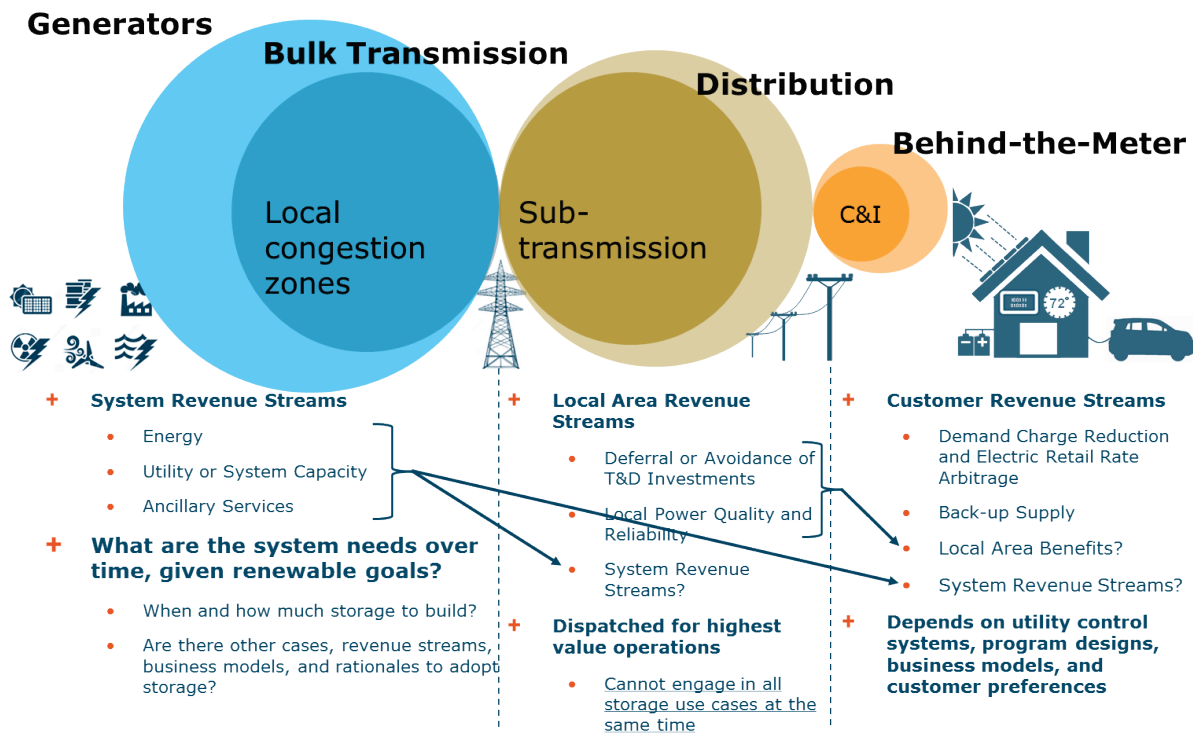 Generators
Bulk Transmission
Distribution
Behind-the-Meter
Local
congestion
zones
Sub-
transmission
C&I
72°
+ System Revenue Streams
• Energy
• Utility or System Capacity
• Ancillary Services
+ What are the system needs over
time, given renewable goals?
• When and how much storage to build?
• Are there other cases, revenue streams,
business models, and rationales to adopt
storage?
+ Local Area Revenue
Streams
• Deferral or Avoidance of
T&D Investments
• Local Power Quality and
Reliability
• System Revenue
Streams?
+ Dispatched for highest
value operations
• Cannot engage in all
storage use cases at the
same time
+ Customer Revenue Streams
• Demand Charge Reduction
and Electric Retail Rate
Arbitrage
• Back-up Supply
• Local Area Benefits?
• System Revenue Streams?
+ Depends on utility control
systems, program designs,
business models, and
customer preferences